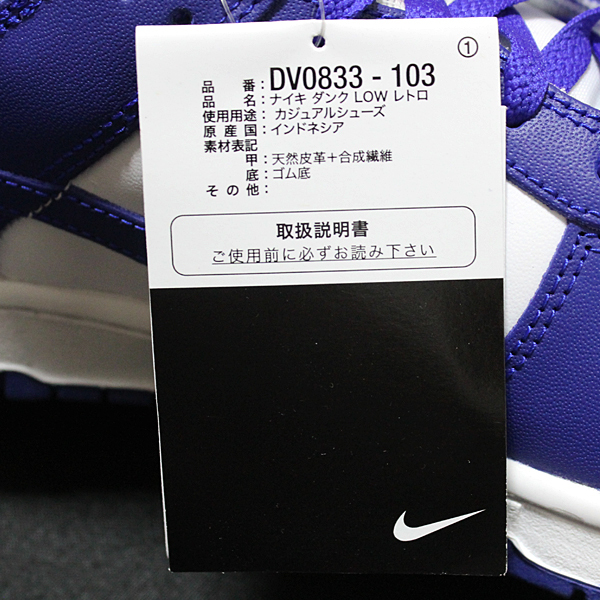 ①
品 番：DV0833 - 103
品 名：ナイキ ダンク LOW レトロ
使用用途：カジュアルシューズ
原 産 国：インドネシア
素材表記
甲：天然皮革＋合成繊維
底：ゴム底
そ の 他：
取扱説明書
ご使用前に必ずお読み下さい